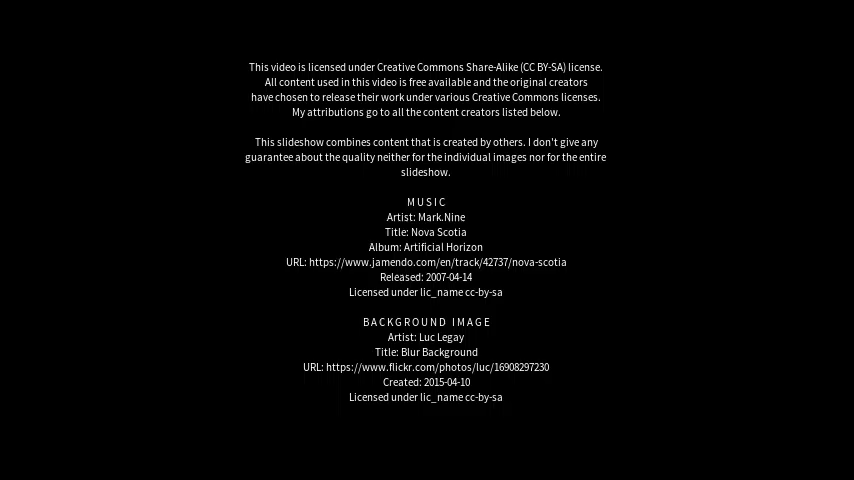 This video is licensed under Creative Commons Share-Alike (CC BY-SA) license.
All content used in this video is free available and the original creators
have chosen to release their work under various Creative Commons licenses.
My attributions go to all the content creators listed below.
This slideshow combines content that is created by others. I don't give any
guarantee about the quality neither for the individual images nor for the entire
slideshow.
MUSIC
Artist: Mark.Nine
Title: Nova Scotia
Album: Artificial Horizon
URL: https://www.jamendo.com/en/track/42737/nova-scotia
Released: 2007-04-14
Licensed under lic_name cc-by-sa
BACKGROUND IMAGE
Artist: Luc Legay
Title: Blur Background
URL: https://www.flickr.com/photos/luc/16908297230
Created: 2015-04-10
Licensed under lic_name cc-by-sa